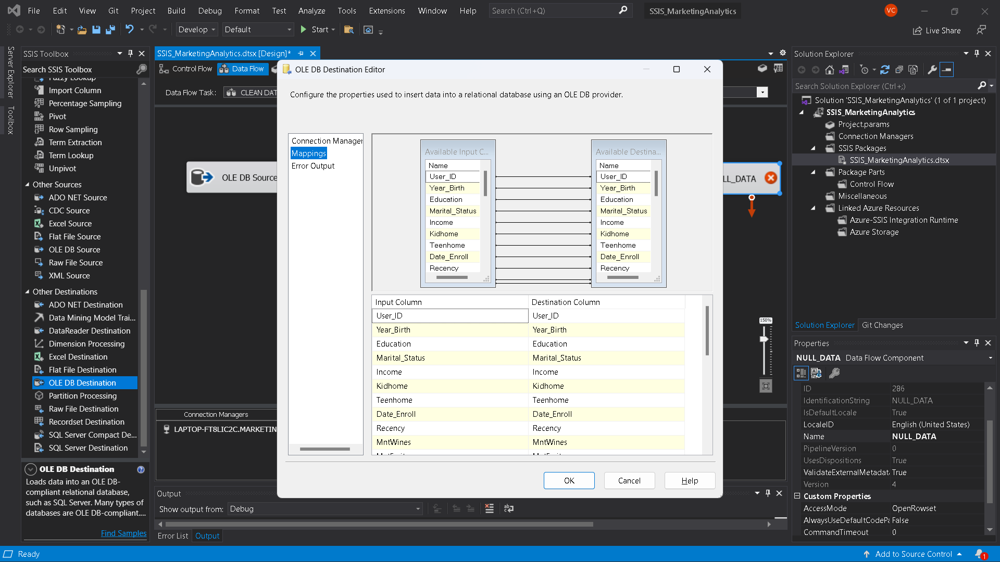 File Edit View Git Project Build Debug Format Test Analyze Tools Extensions Window Help Search (Ctrl+Q) SSIS_MarketingAnalytics VC
Develop Default Start Live Share
Server Explorer
Toolbox
SSIS Toolbox
Search SSIS Toolbox
Fuzzy Lookup
Import Column
Percentage Sampling
Pivot
Row Sampling
Term Extraction
Term Lookup
Unpivot
Other Sources
ADO NET Source
CDC Source
Excel Source
Flat File Source
OLE DB Source
Raw File Source
XML Source
Other Destinations
ADO NET Destination
Data Mining Model Trai...
DataReader Destination
Dimension Processing
Excel Destination
Flat File Destination
OLE DB Destination
Partition Processing
Raw File Destination
Recordset Destination
SQL Server Compact De...
SQL Server Destination
OLE DB Destination
Loads data into an OLE DB-
compliant relational database,
such as SQL Server. Many types of
databases are OLE DB-compliant....
Find Samples
SSIS_MarketingAnalytics.dtsx [Design]*
Control Flow Data Flow
Data Flow Task: CLEAN DAT
OLE DB Source
LL_DATA
150%
Connection Managers
LAPTOP-FT8LIC2C.MARKETIN
OLE DB Destination Editor
Configure the properties used to insert data into a relational database using an OLE DB provider.
Connection Manager
Mappings
Error Output
Available Input C...
Name
User_ID
Year_Birth
Education
Marital_Status
Income
Kidhome
Teenhome
Date_Enroll
Recency
Available Destina...
Name
User_ID
Year_Birth
Education
Marital_Status
Income
Kidhome
Teenhome
Date_Enroll
Recency
Input Column Destination Column
User_ID User_ID
Year_Birth Year_Birth
Education Education
Marital_Status Marital_Status
Income Income
Kidhome Kidhome
Teenhome Teenhome
Date_Enroll Date_Enroll
Recency Recency
MntWines MntWines
OK Cancel Help
Output
Show output from: Debug
Error List Output
Solution Explorer
Search Solution Explorer (Ctrl+;)
Solution 'SSIS_MarketingAnalytics' (1 of 1 project)
SSIS_MarketingAnalytics
Project.params
Connection Managers
SSIS Packages
SSIS_MarketingAnalytics.dtsx
Package Parts
Control Flow
Miscellaneous
Linked Azure Resources
Azure-SSIS Integration Runtime
Azure Storage
Solution Explorer Git Changes
Properties
NULL_DATA Data Flow Component
ID 286
IdentificationString NULL_DATA
IsDefaultLocale True
LocaleID English (United States)
Name NULL_DATA
PipelineVersion 0
UsesDispositions True
ValidateExternalMetadat True
Version 4
Custom Properties
AccessMode OpenRowset
AlwaysUseDefaultCodePa False
CommandTimeout 0
Ready Add to Source Control 1